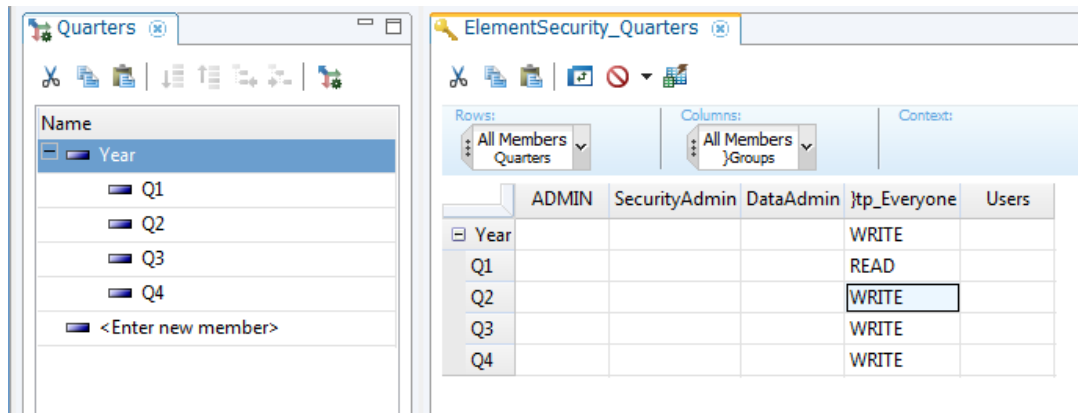 Quarters
Name
Year
Q1
Q2
Q3
Q4
<Enter new member>
ElementSecurity_Quarters
Rows: Columns: Context:
All Members All Members
Quarters }Groups
ADMIN SecurityAdmin DataAdmin }tp_Everyone Users
Year WRITE
Q1 READ
Q2 WRITE
Q3 WRITE
Q4 WRITE